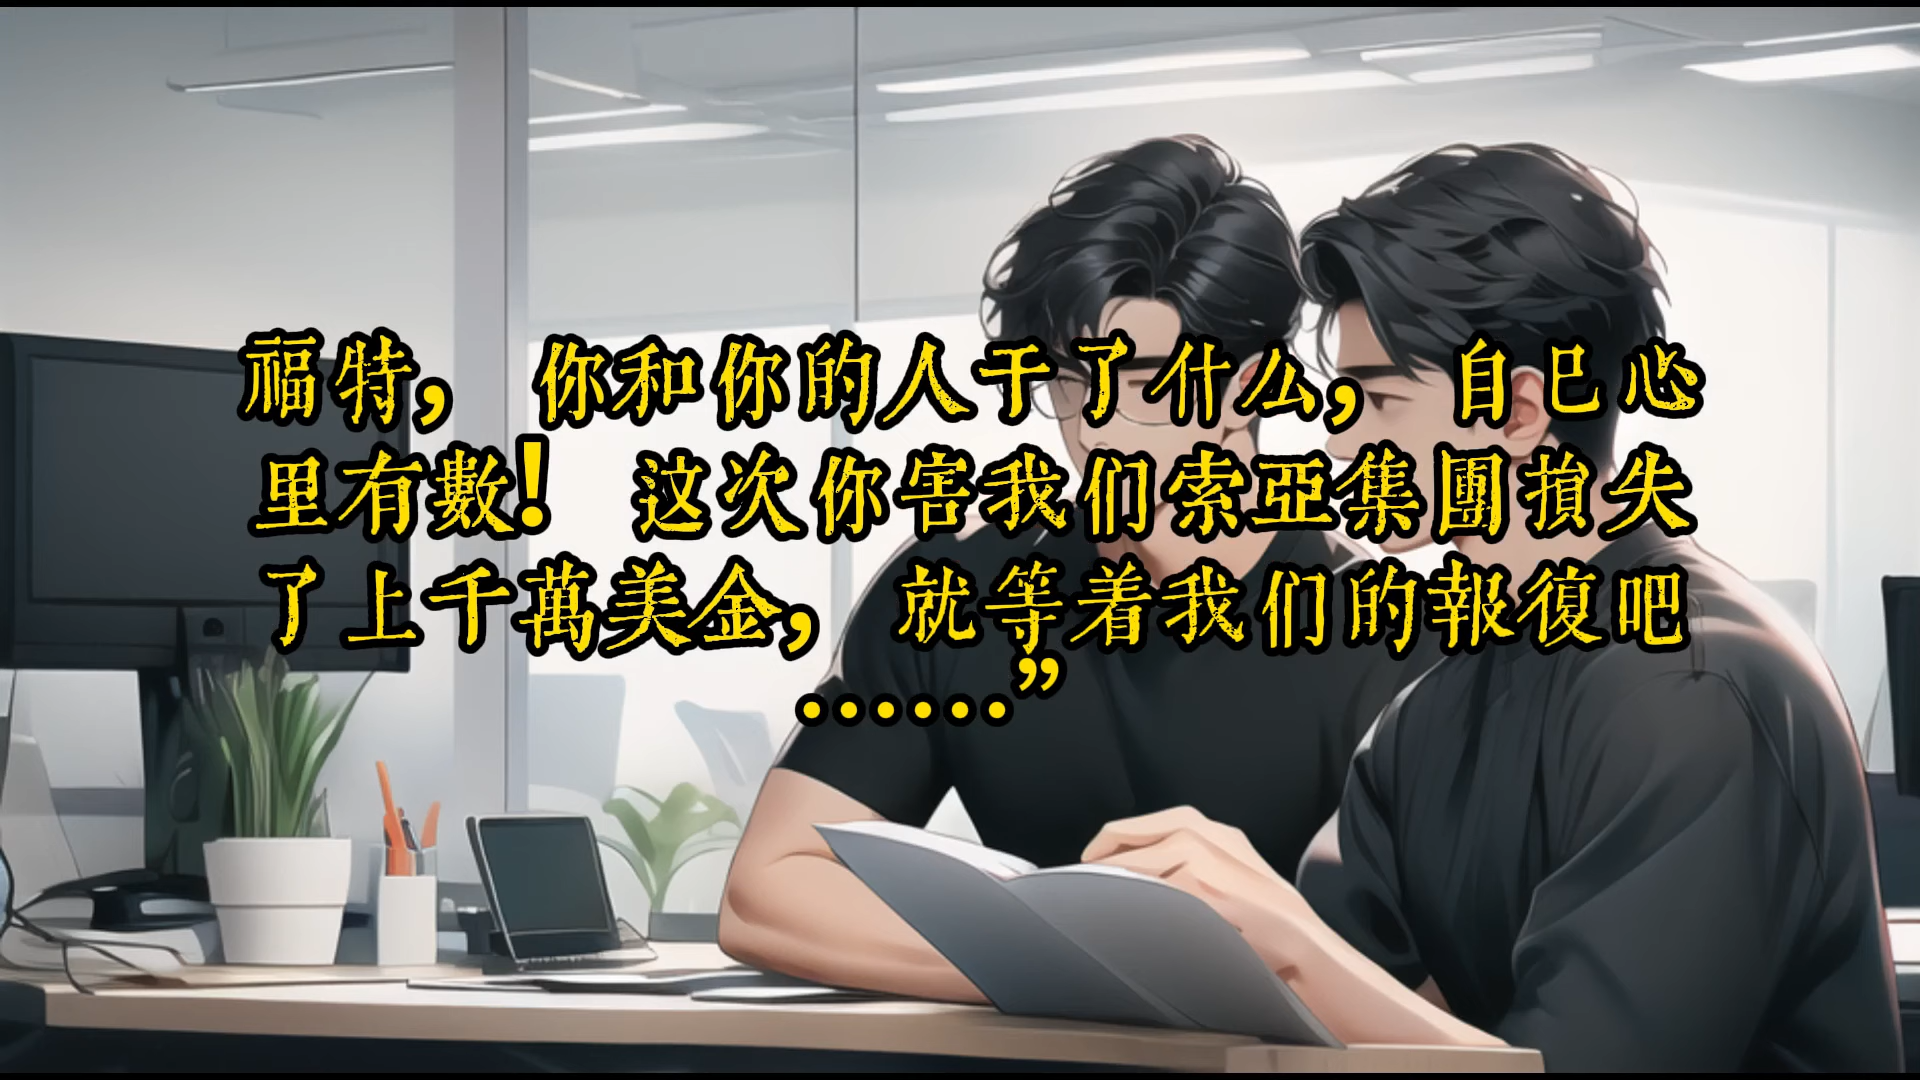 福特，你和你的人于了什么，自已心
里有數！这次你害我们索亞集團損失
了上千萬美金，就等着我们的報復吧
……”